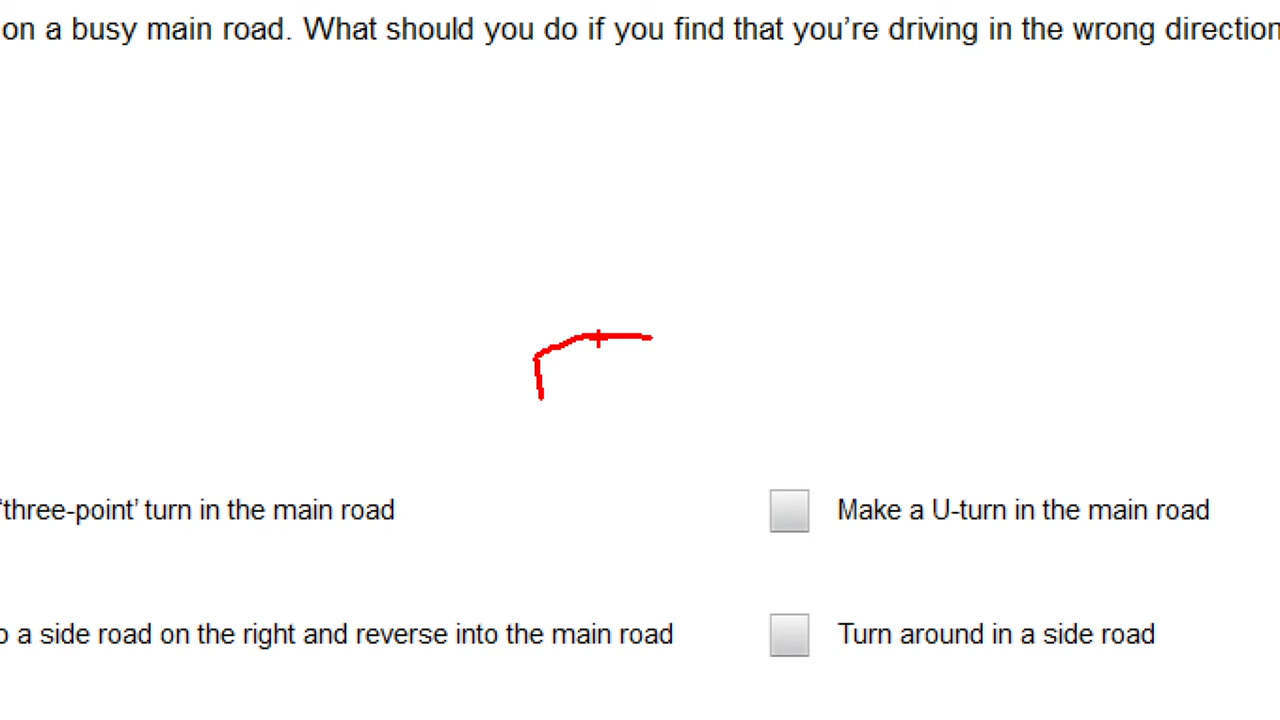 on a busy main road. What should you do if you find that you’re driving in the wrong direction
‘three-point’ turn in the main road
Make a U-turn in the main road
a side road on the right and reverse into the main road
Turn around in a side road